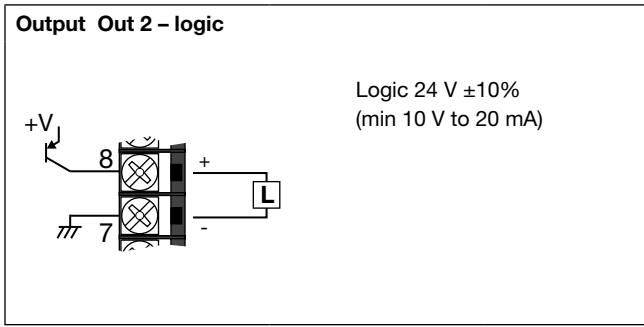 Output Out 2 – logic
Logic 24 V ±10%
(min 10 V to 20 mA)
+V
8
+
L
7
-